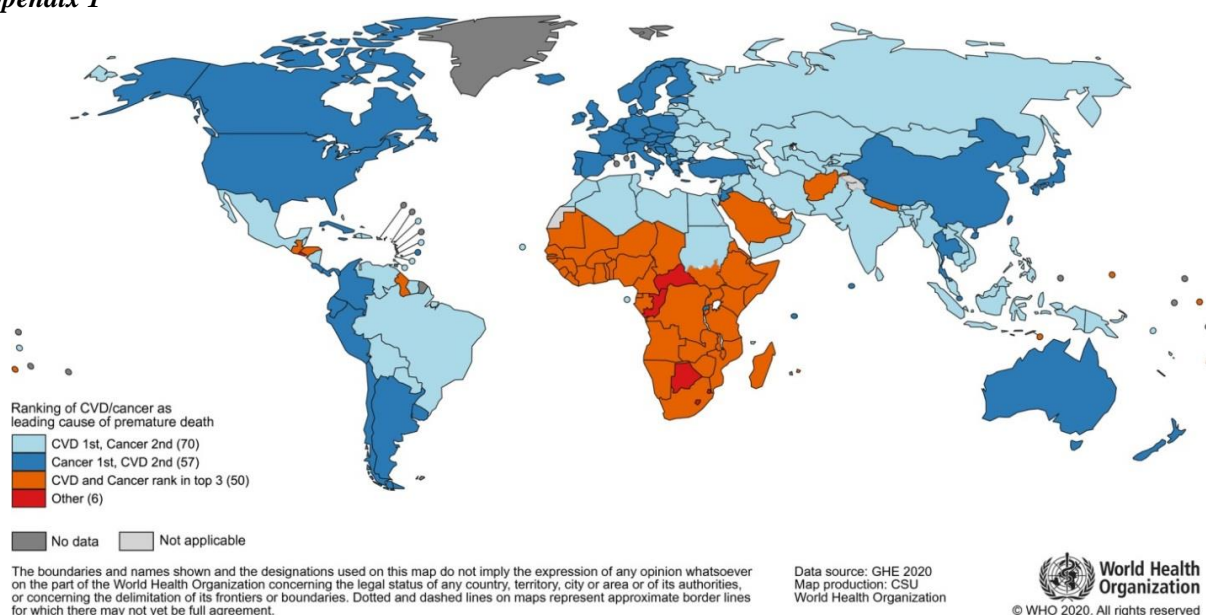 Ranking of CVD/cancer as
leading cause of premature death
CVD 1st, Cancer 2nd (70)
Cancer 1st, CVD 2nd (57)
CVD and Cancer rank in top 3 (50)
Other (6)
No data
Not applicable
The boundaries and names shown and the designations used on this map do not imply the expression of any opinion whatsoever
on the part of the World Health Organization concerning the legal status of any country, territory, city or area or of its authorities,
or concerning the delimitation of its frontiers or boundaries. Dotted and dashed lines on maps represent approximate border lines
for which there may not yet be full agreement.
Data source: GHE 2020
Map production: CSU
World Health Organization
World Health
Organization
© WHO 2020. All rights reserved